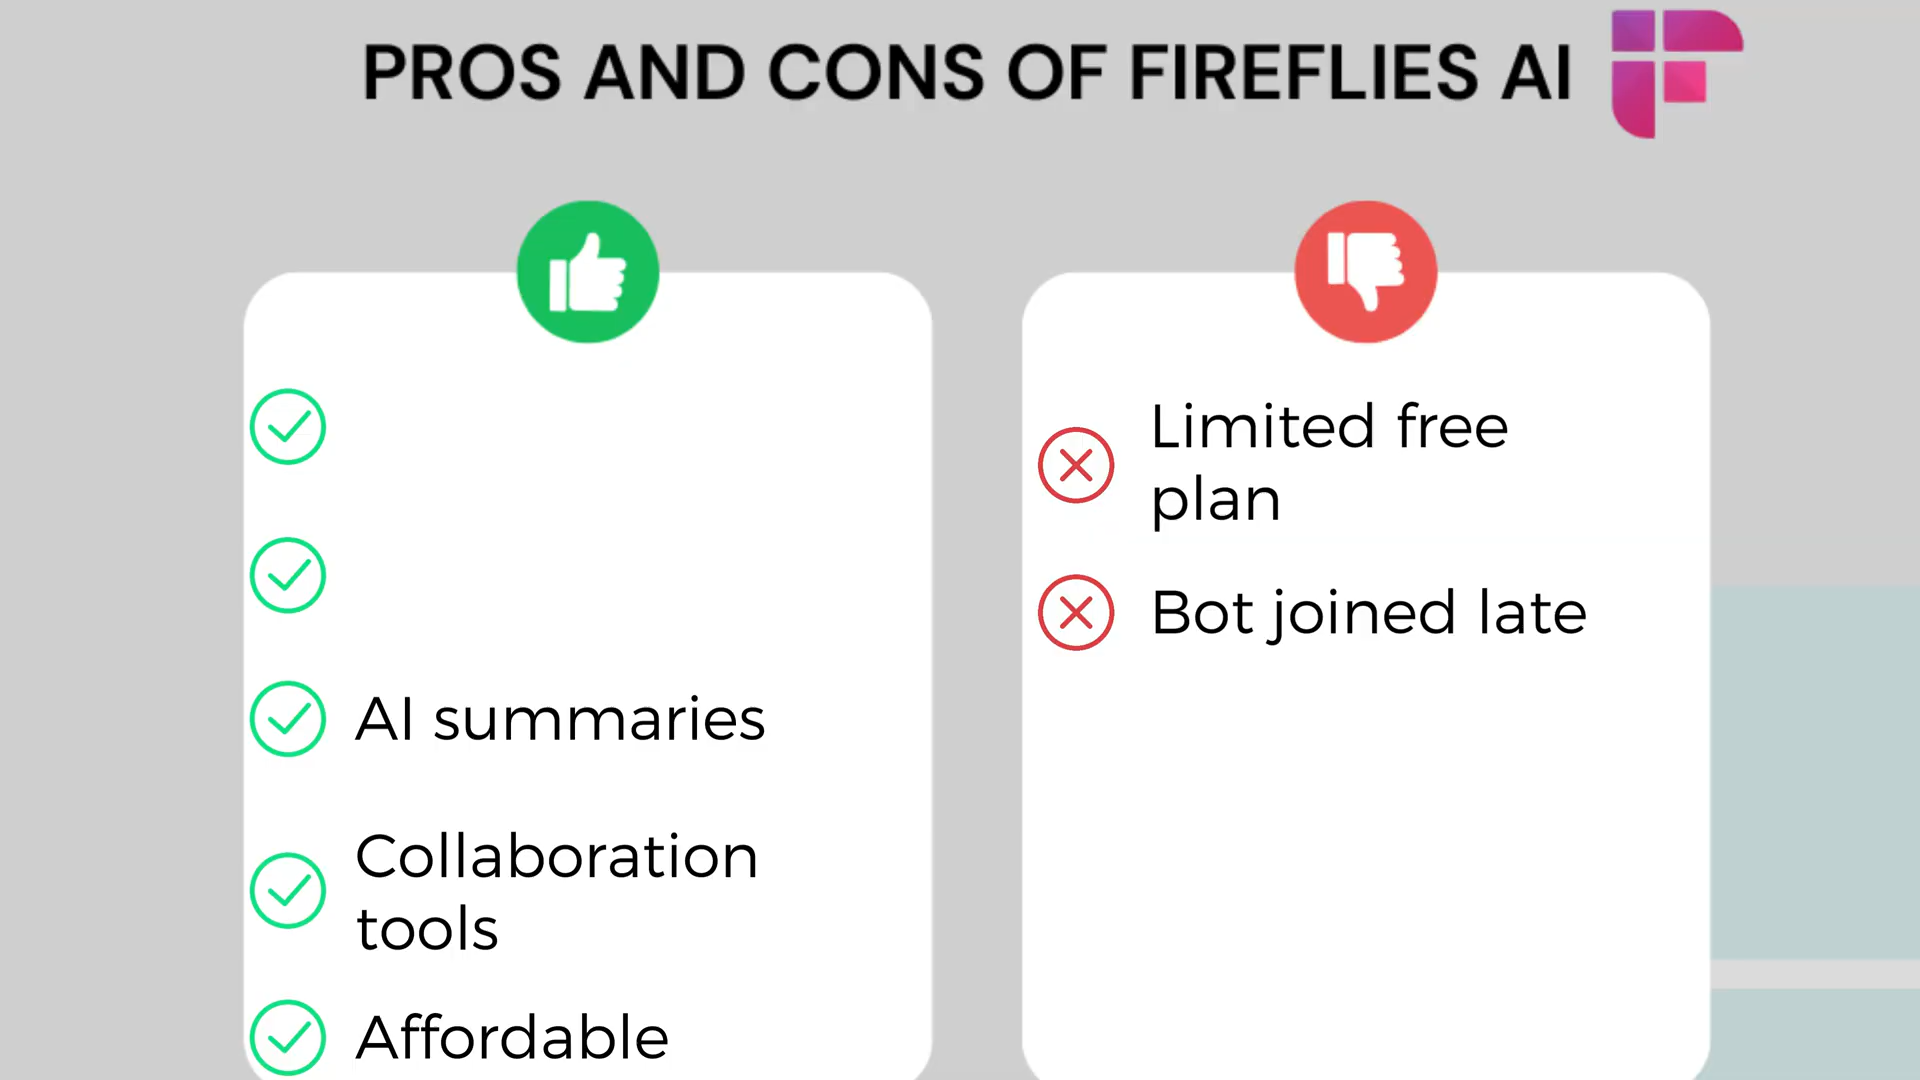 PROS AND CONS OF FIREFLIES AI
AI summaries
Collaboration
tools
Affordable
Limited free
plan
Bot joined late